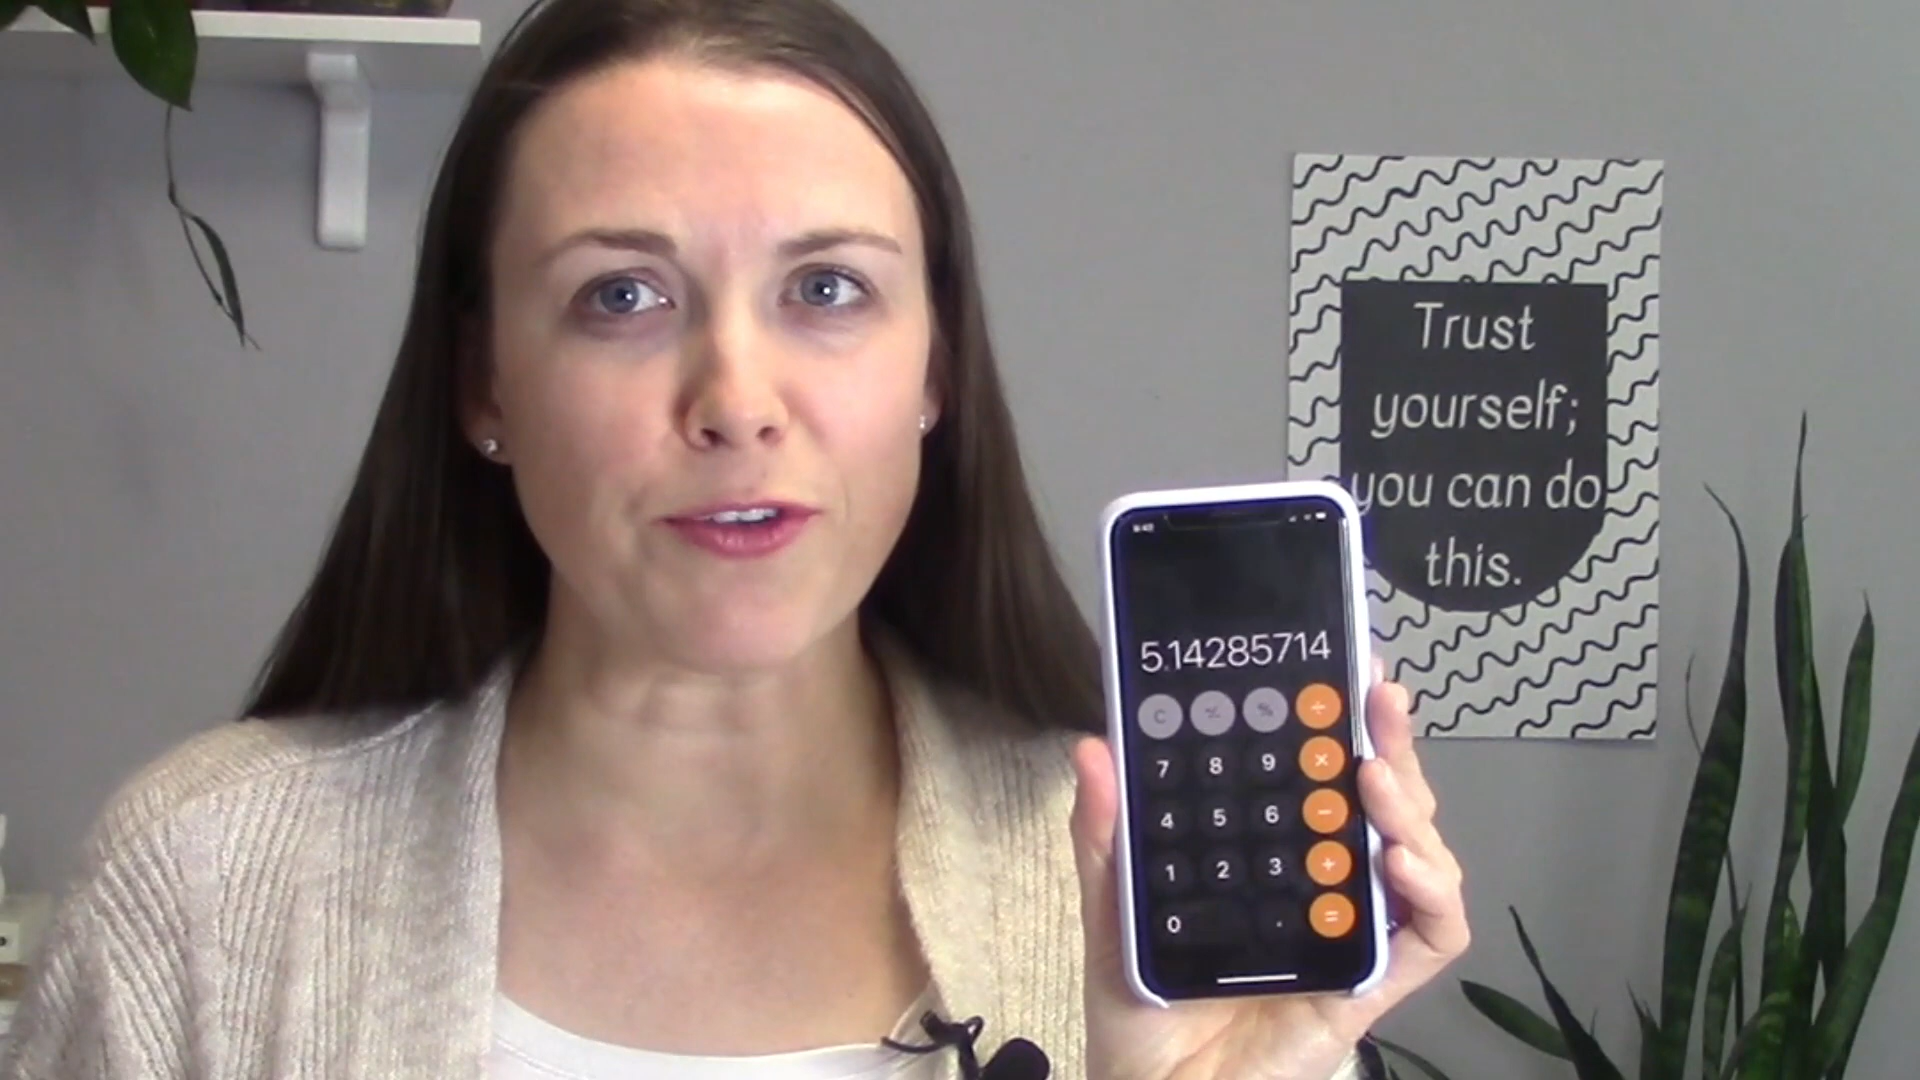 Trust
yourself;
you can do
this.
5.14285714
C % ÷
7 8 9 ×
4 5 6 −
1 2 3 +
0 . =